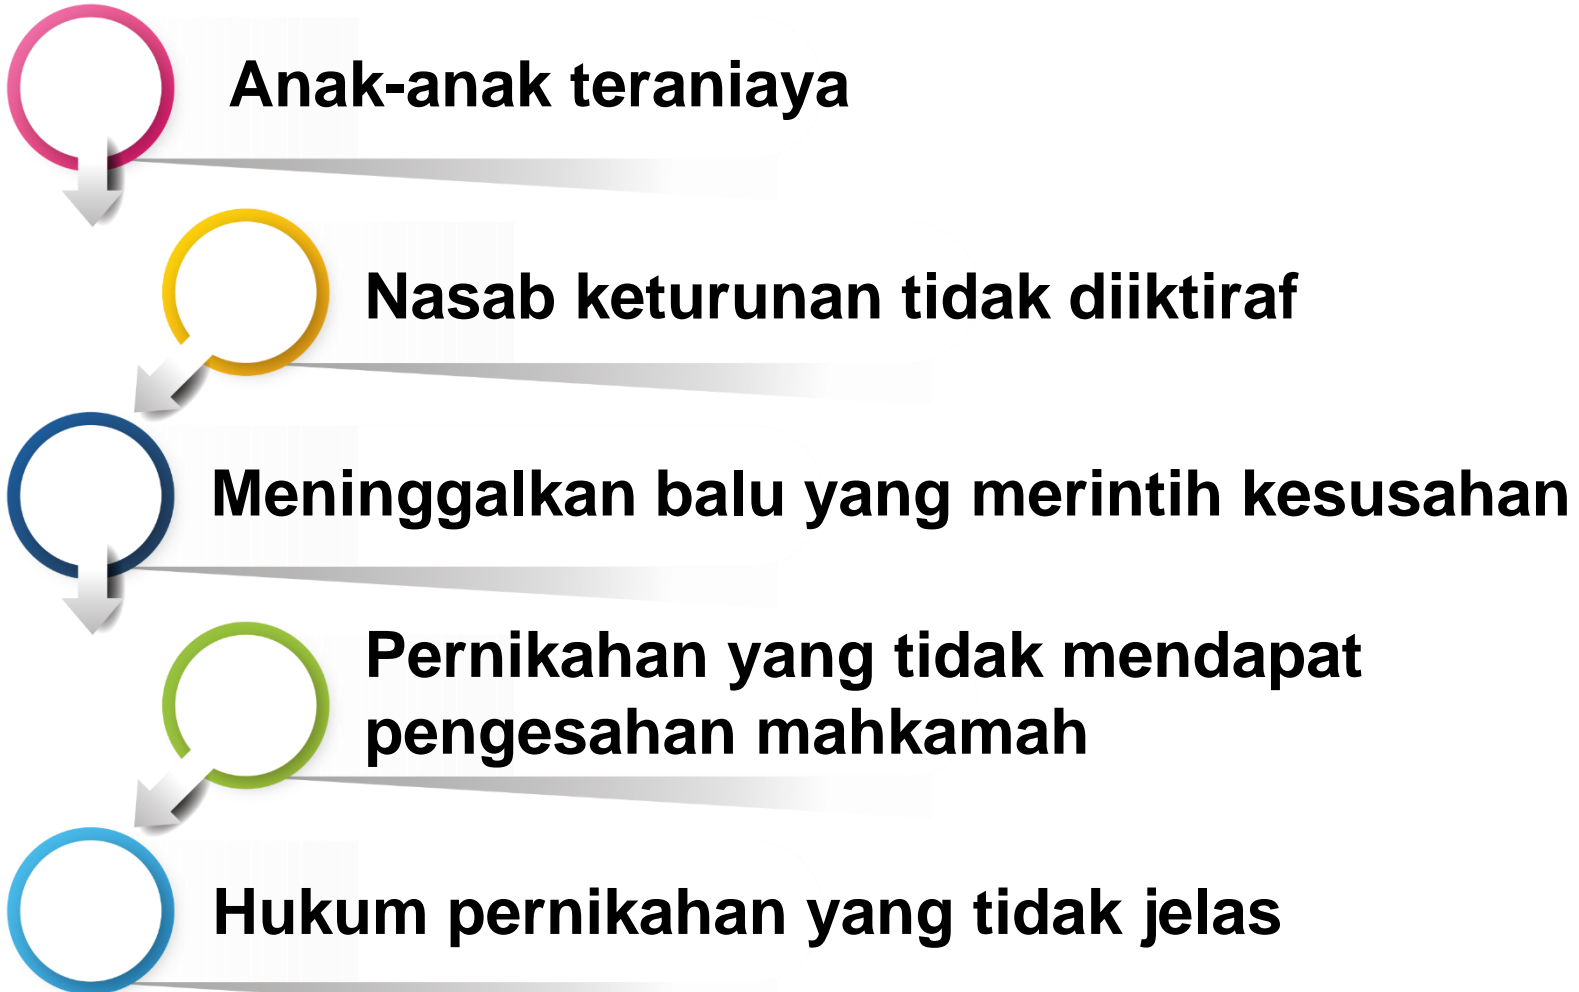 Anak-anak teraniaya
Nasab keturunan tidak diiktiraf
Meninggalkan balu yang merintih kesusahan
Pernikahan yang tidak mendapat
pengesahan mahkamah
Hukum pernikahan yang tidak jelas